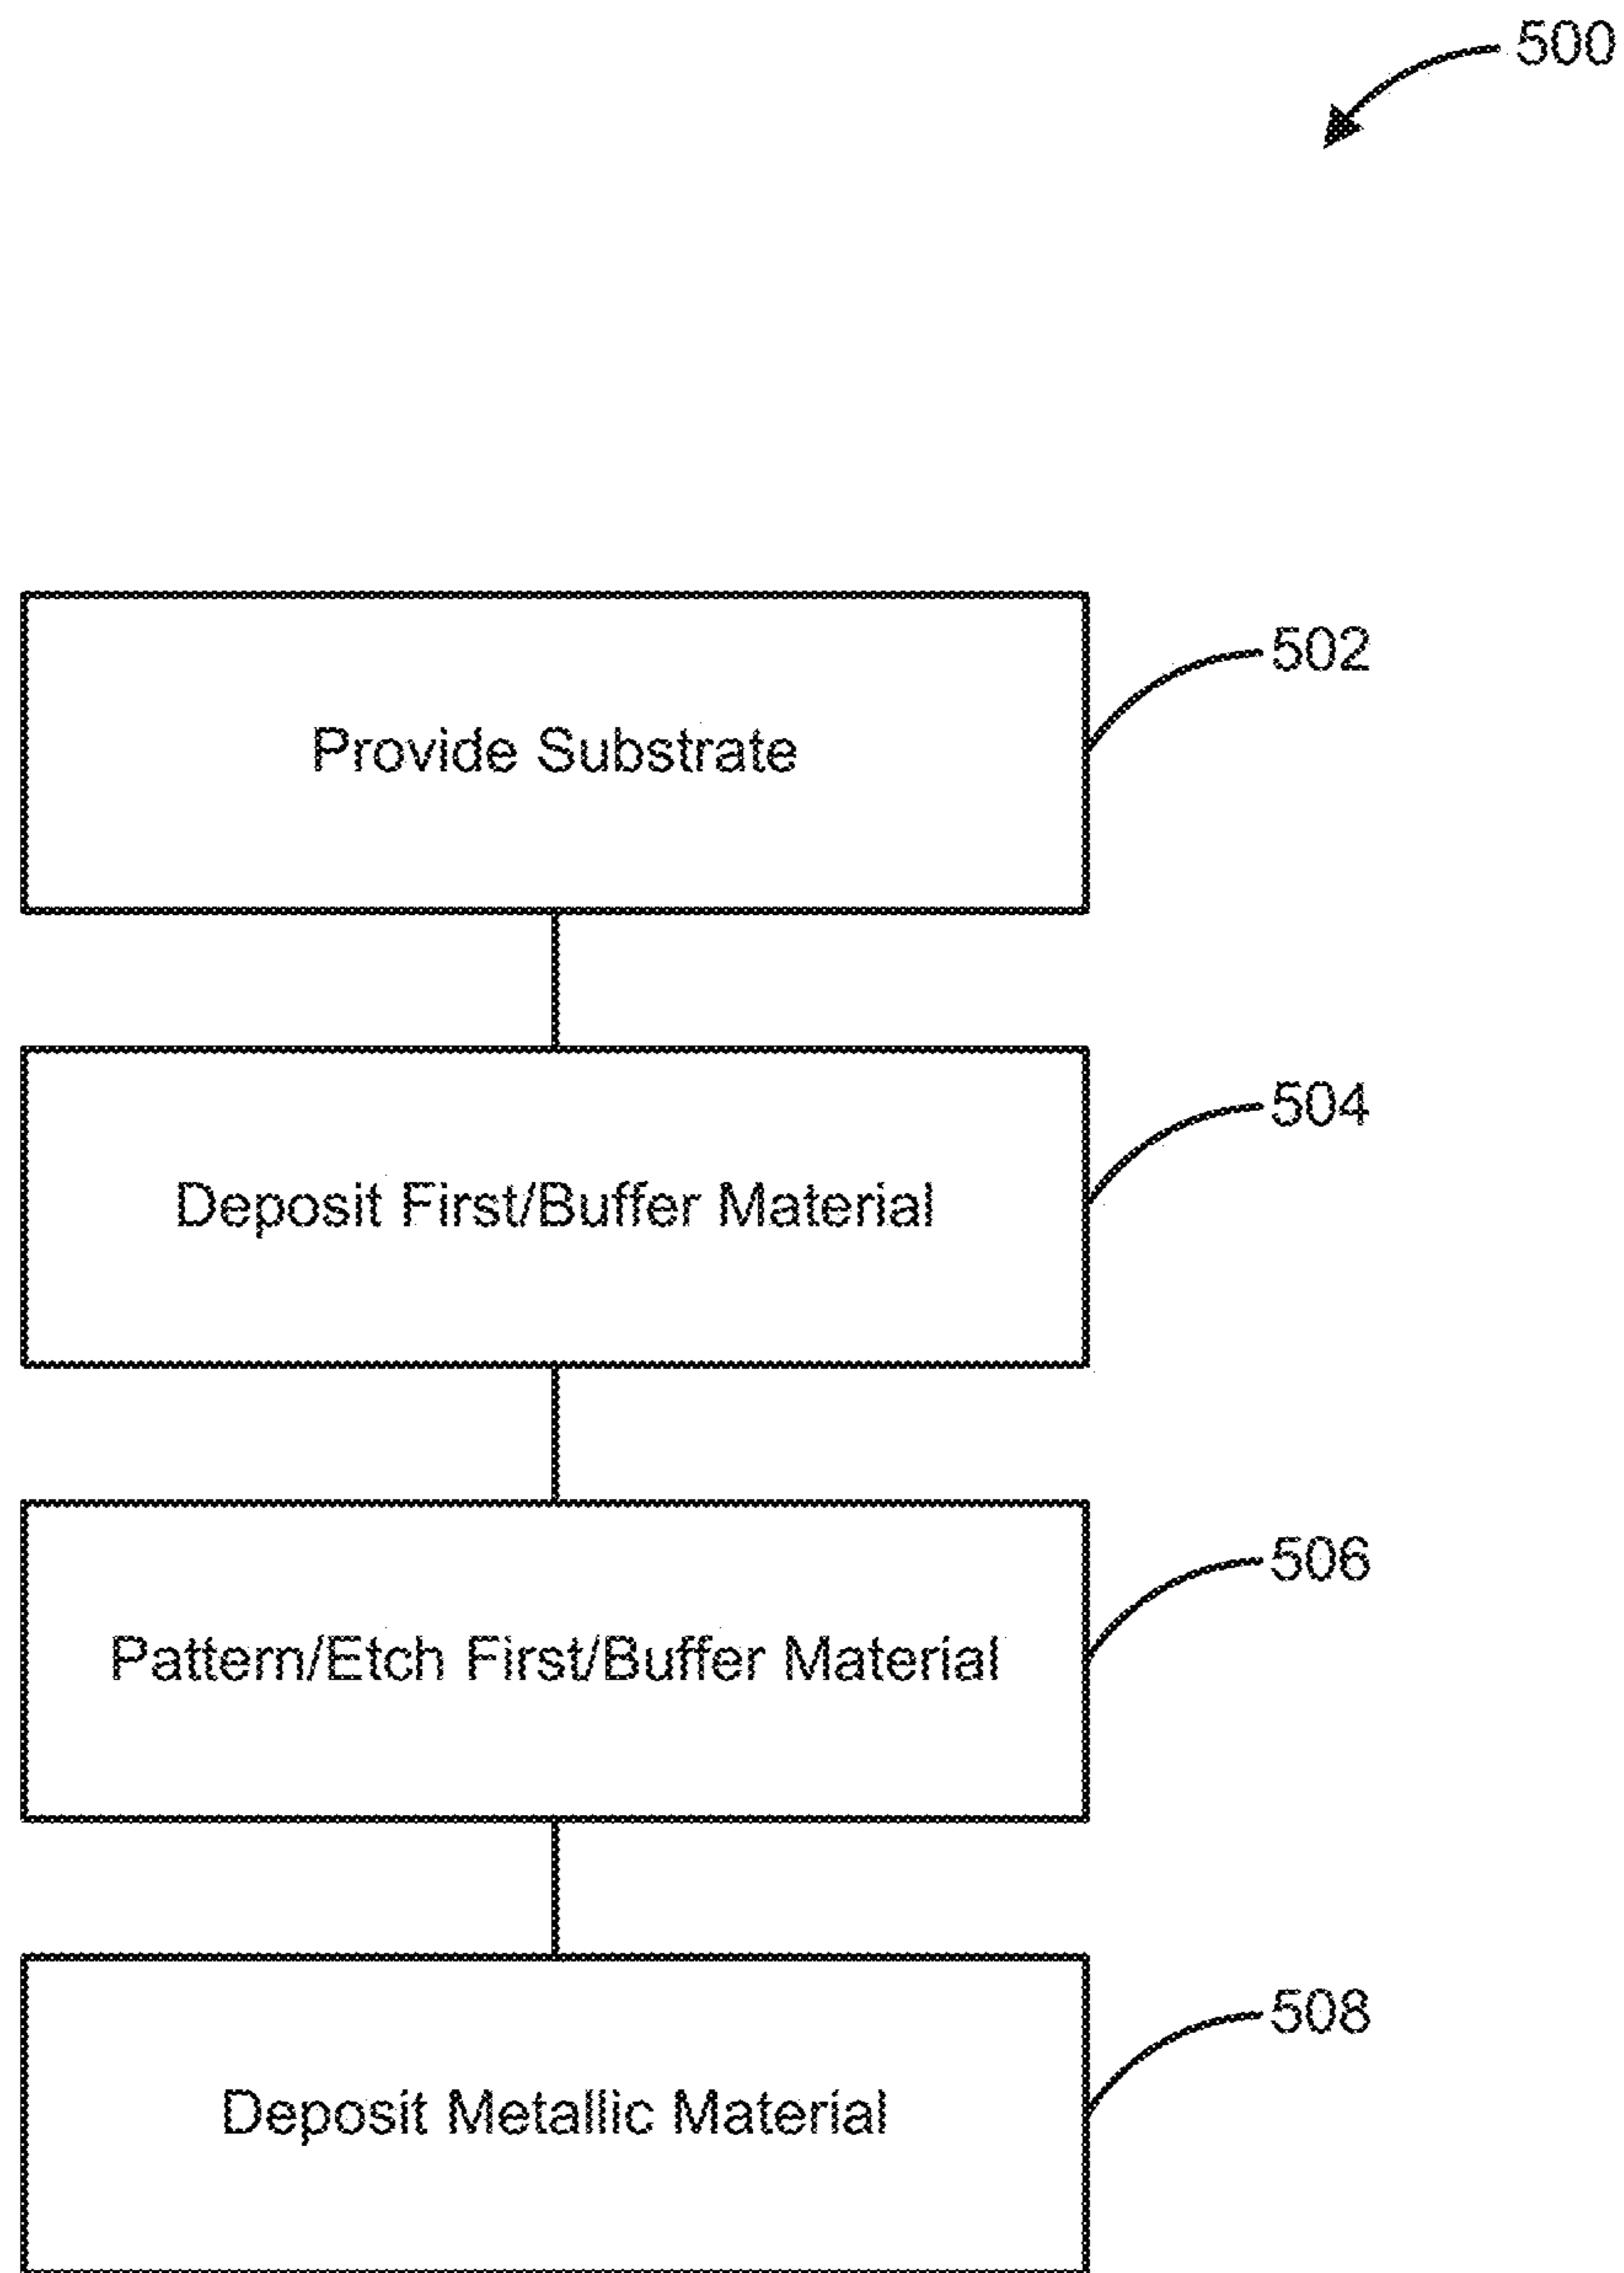 500
Provide Substrate
502
Deposit First/Buffer Material
504
Pattern/Etch First/Buffer Material
506
Deposit Metallic Material
508